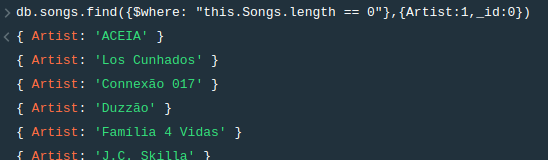 > db.songs.find({$where: "this.Songs.length == 0"},{Artist:1,_id:0})
< { Artist: 'ACEIA' }
{ Artist: 'Los Cunhados' }
{ Artist: 'Connexão 017' }
{ Artist: 'Duzzão' }
{ Artist: 'Família 4 Vidas' }
{ Artist: 'J.C. Skilla' }